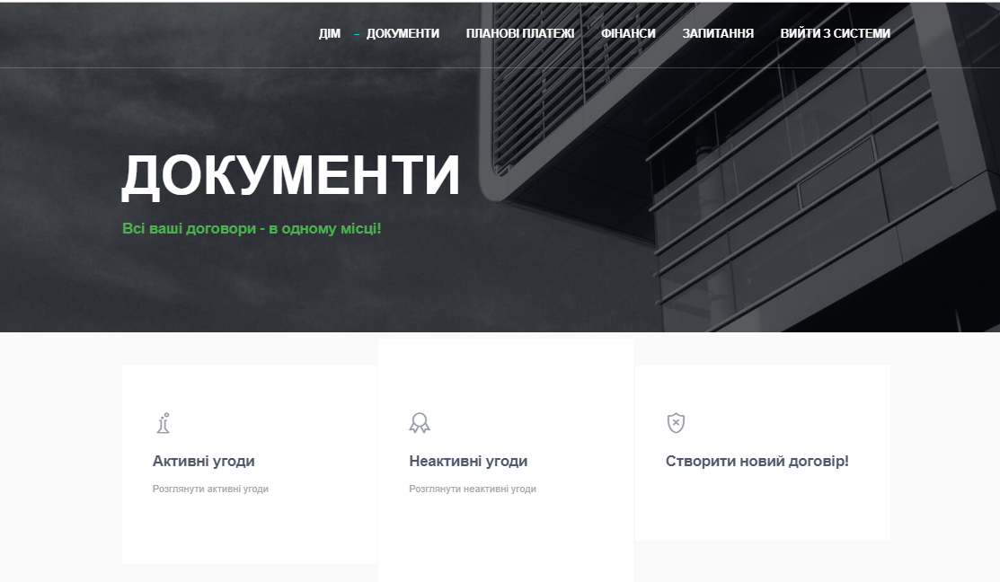 ДІМ – ДОКУМЕНТИ ПЛАНОВІ ПЛАТЕЖІ ФІНАНСИ ЗАПИТАННЯ ВИЙТИ З СИСТЕМИ
ДОКУМЕНТИ
Всі ваші договори - в одному місці!
Активні угоди
Розглянути активні угоди
Неактивні угоди
Розглянути неактивні угоди
Створити новий договір!